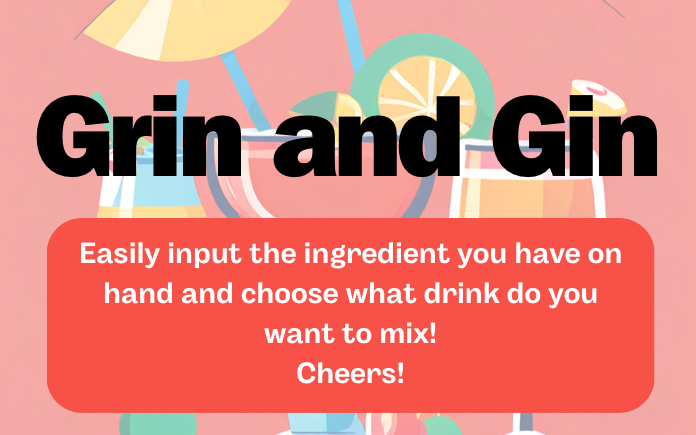 Grin and Gin
Easily input the ingredient you have on
hand and choose what drink do you
want to mix!
Cheers!